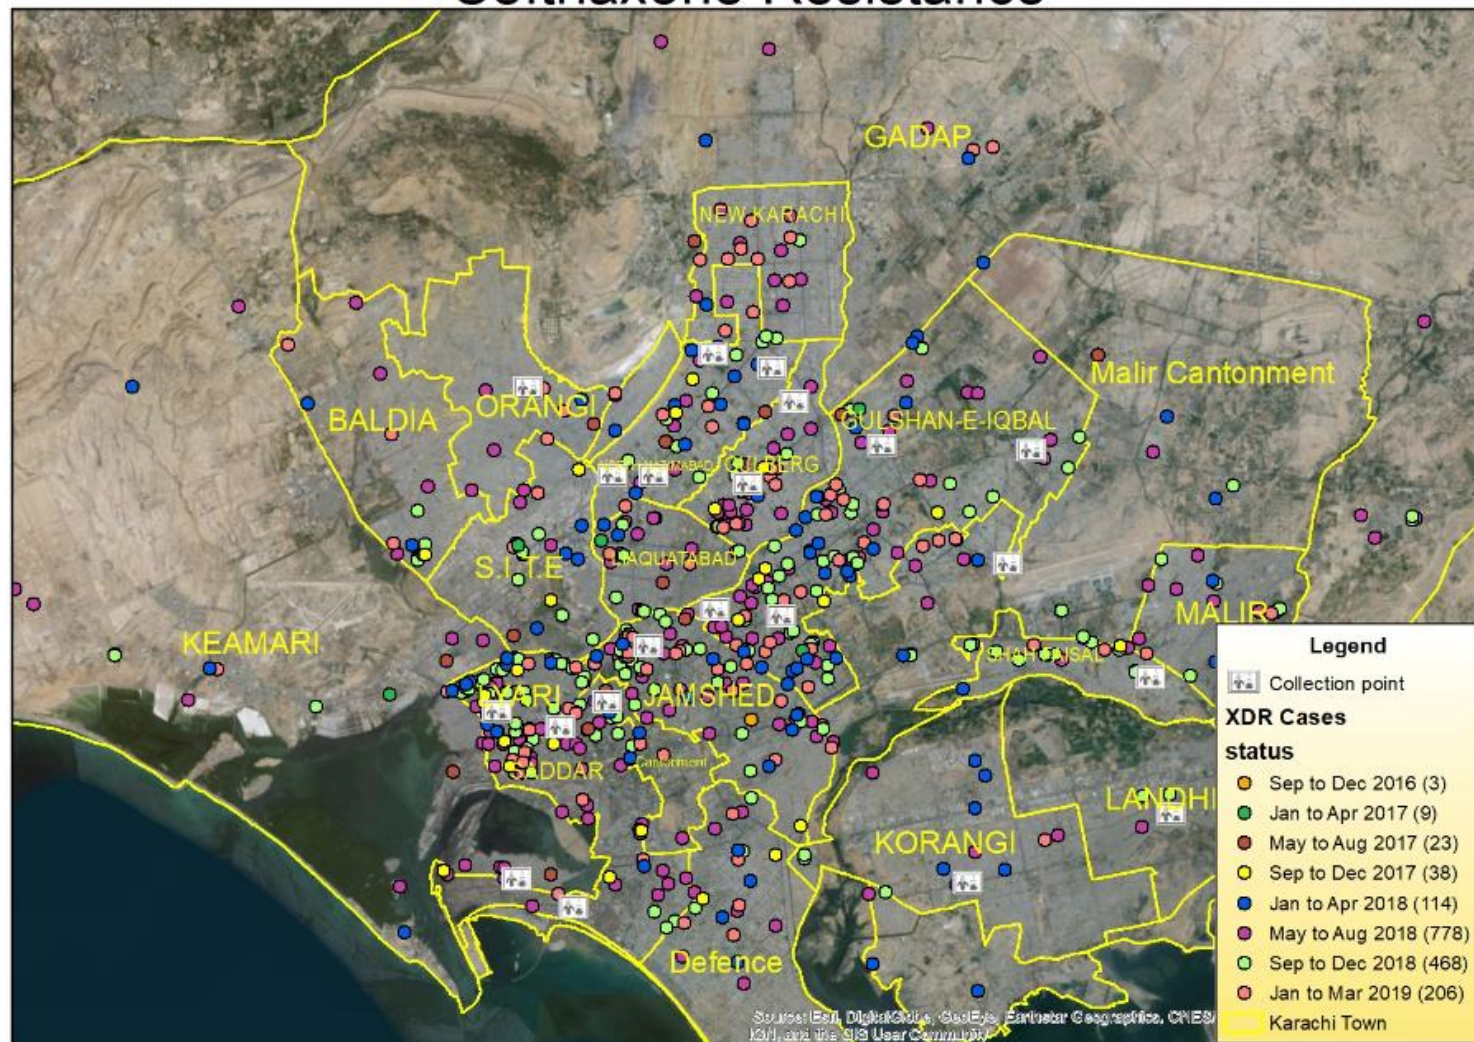 Ceftriaxone Resistance
GADAP
NEW KARACHI
Malir Cantonment
BALDIA
ORANGI
GULSHAN-E-IQBAL
GULBERG
S.I.T.E
LIAQUATABAD
MALIR
KEAMARI
SHAH FAISAL
LYARI
JAMSHED
SADDAR
Cantonment
LANDHI
KORANGI
Defence
Legend
Collection point
XDR Cases
status
Sep to Dec 2016 (3)
Jan to Apr 2017 (9)
May to Aug 2017 (23)
Sep to Dec 2017 (38)
Jan to Apr 2018 (114)
May to Aug 2018 (778)
Sep to Dec 2018 (468)
Jan to Mar 2019 (206)
Karachi Town
Source: Esri, DigitalGlobe, GeoEye, Earthstar Geographics, CNES/
IGN, and the GIS User Community